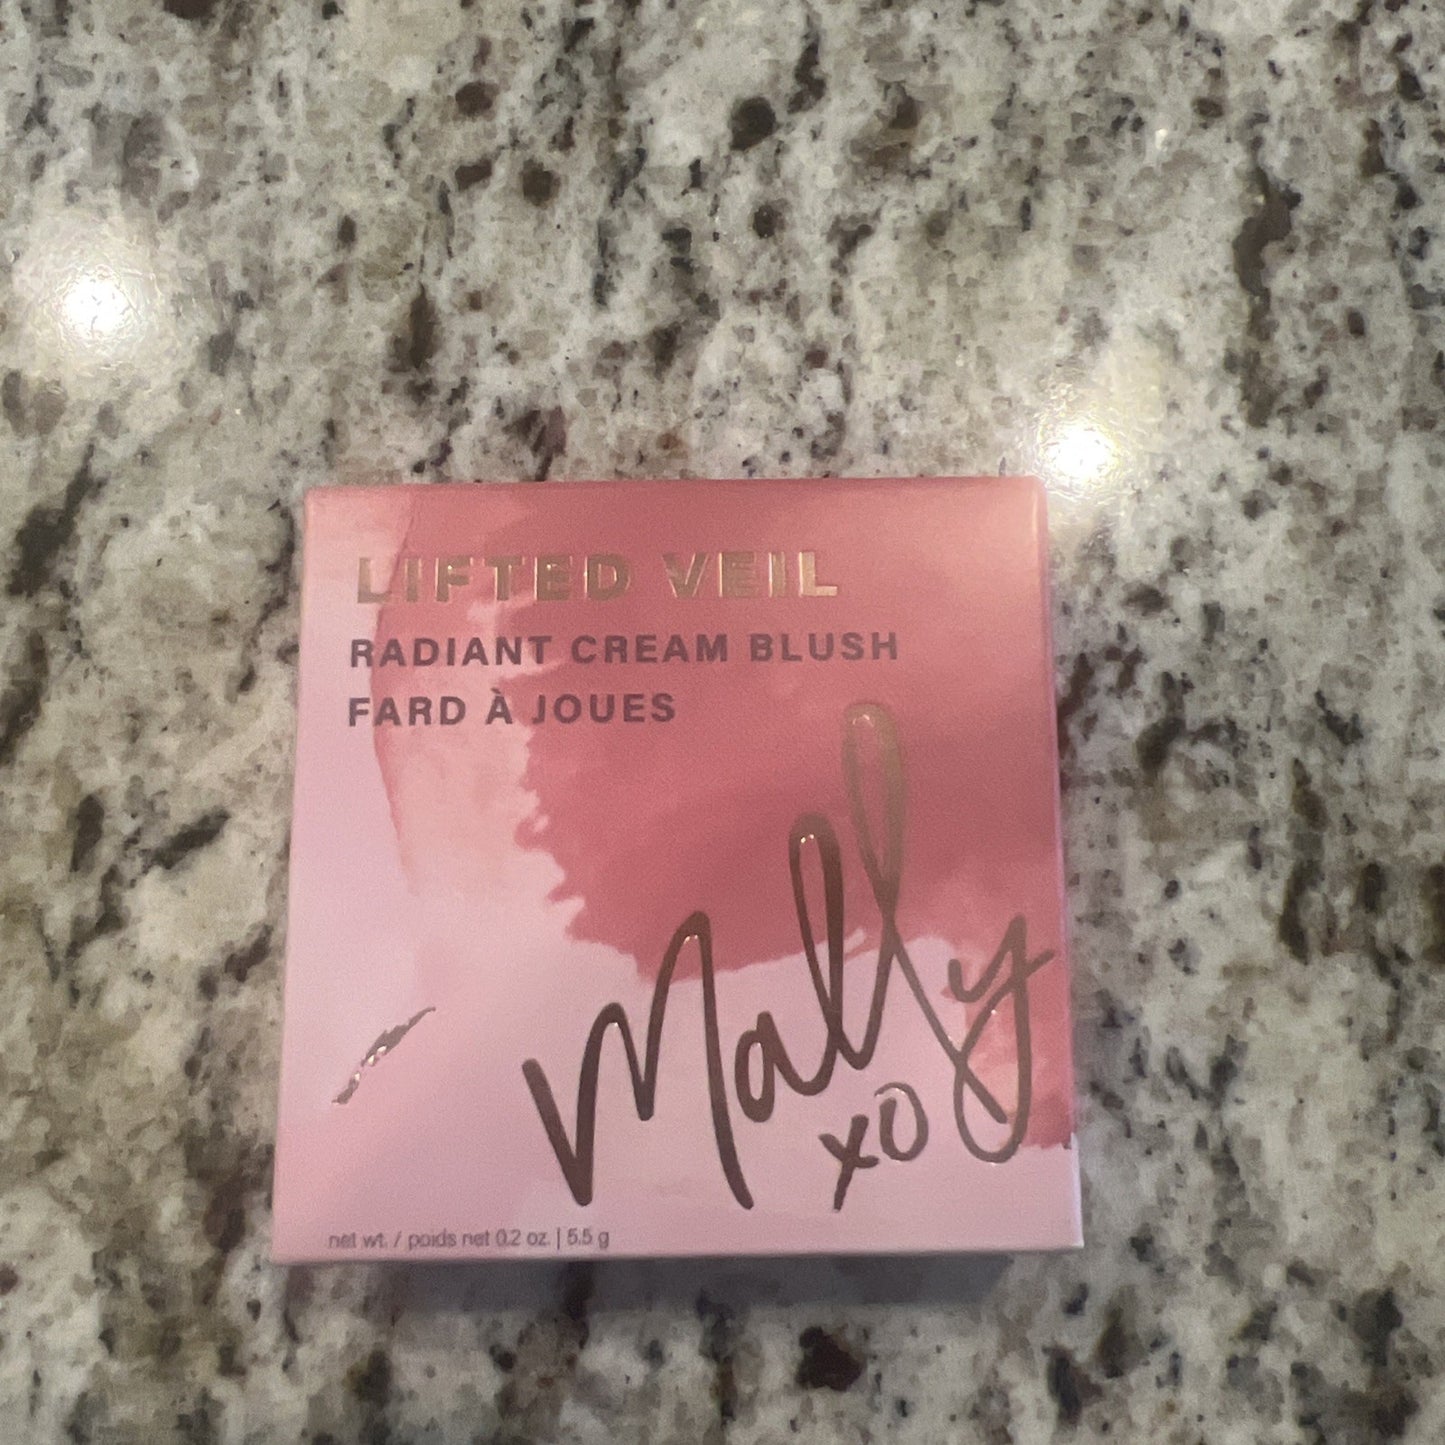 LIFTED VEIL
RADIANT CREAM BLUSH
FARD À JOUES
Mally
xo
net wt. / poids net 0.2 oz. | 5.5 g